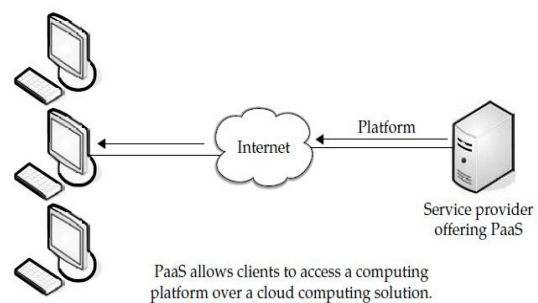 Platform
Internet
Service provider
offering PaaS
PaaS allows clients to access a computing
platform over a cloud computing solution.